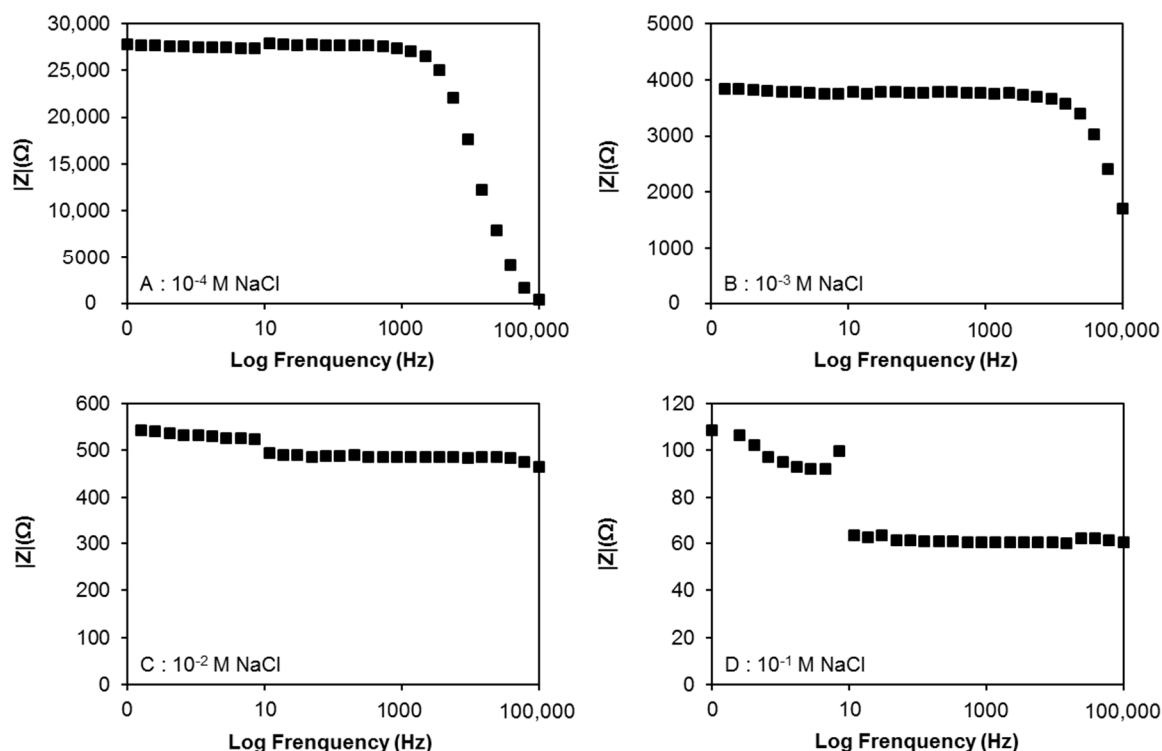 30,000
25,000
20,000
15,000
10,000
5000
0
|Z|(Ω)
A : 10⁻⁴ M NaCl
0 10 1000 100,000
Log Frenquency (Hz)
5000
4000
3000
2000
1000
0
|Z|(Ω)
B : 10⁻³ M NaCl
0 10 1000 100,000
Log Frenquency (Hz)
600
500
400
300
200
100
0
|Z|(Ω)
C : 10⁻² M NaCl
0 10 1000 100,000
Log Frenquency (Hz)
120
100
80
60
40
20
0
|Z|(Ω)
D : 10⁻¹ M NaCl
0 10 1000 100,000
Log Frenquency (Hz)